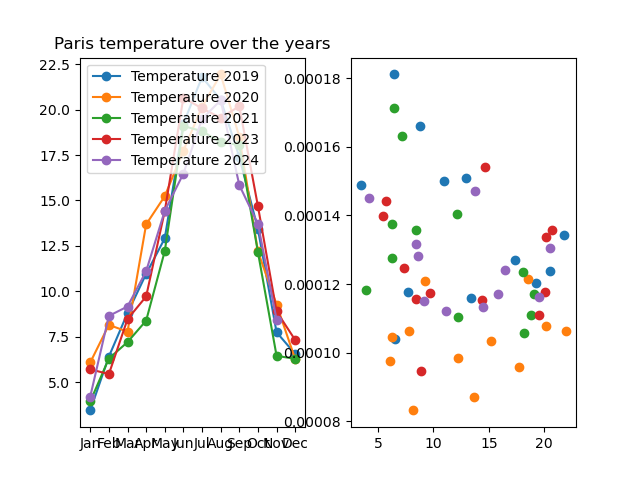 Paris temperature over the years
22.5
20.0
17.5
15.0
12.5
10.0
7.5
5.0
Temperature 2019
Temperature 2020
Temperature 2021
Temperature 2023
Temperature 2024
Jan Feb Mar Apr May Jun Jul Aug Sep Oct Nov Dec
0.00018
0.00016
0.00014
0.00012
0.00010
0.00008
5 10 15 20